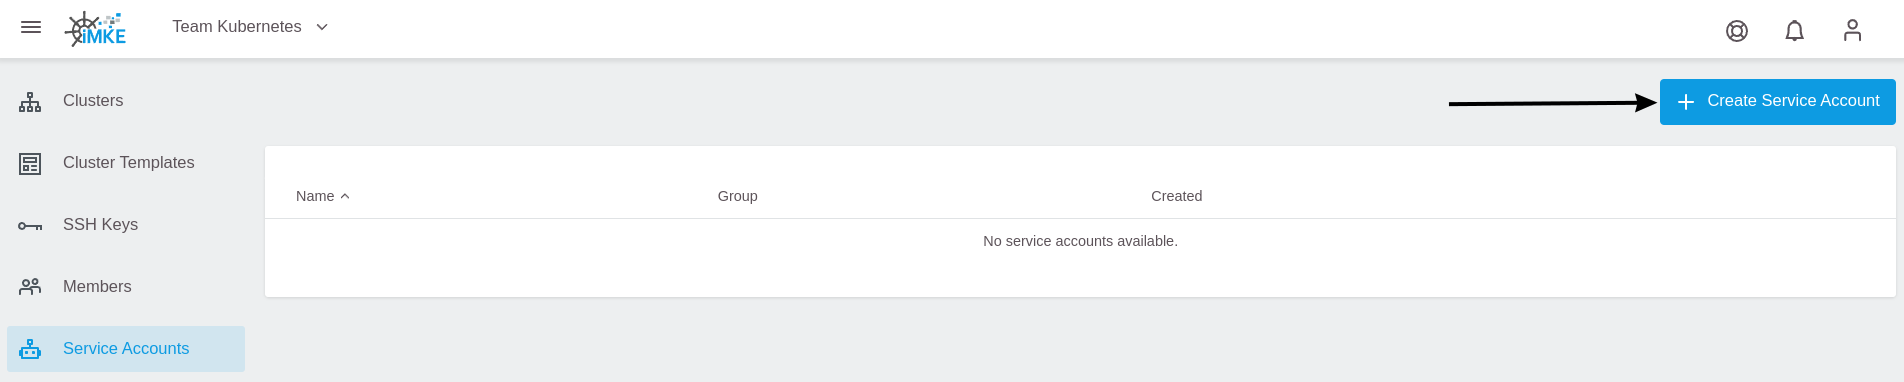 iMKE
Team Kubernetes
Clusters
Create Service Account
Cluster Templates
Name Group Created
SSH Keys
No service accounts available.
Members
Service Accounts